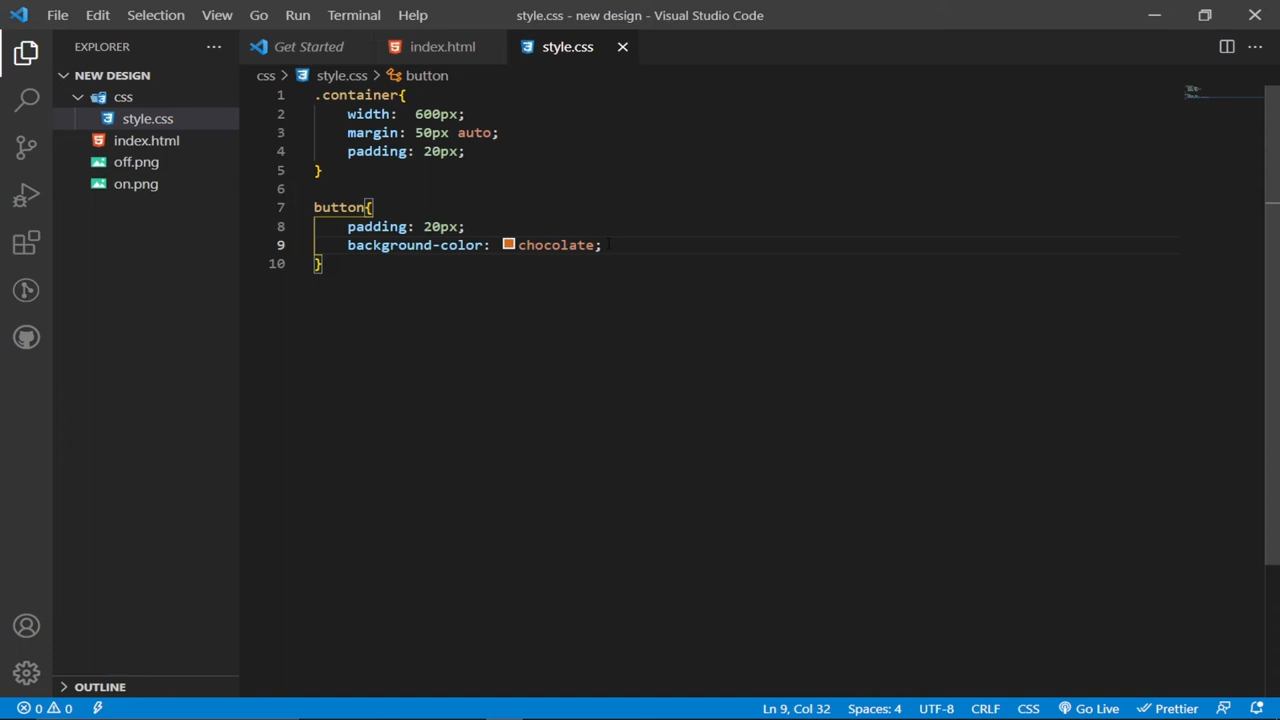 File Edit Selection View Go Run Terminal Help style.css - new design - Visual Studio Code
EXPLORER
Get Started index.html style.css
NEW DESIGN
css
style.css
index.html
off.png
on.png
css > style.css > button
1 .container{
2 width: 600px;
3 margin: 50px auto;
4 padding: 20px;
5 }
6
7 button{
8 padding: 20px;
9 background-color: chocolate;
10 }
OUTLINE
0 0 Ln 9, Col 32 Spaces: 4 UTF-8 CRLF CSS Go Live Prettier